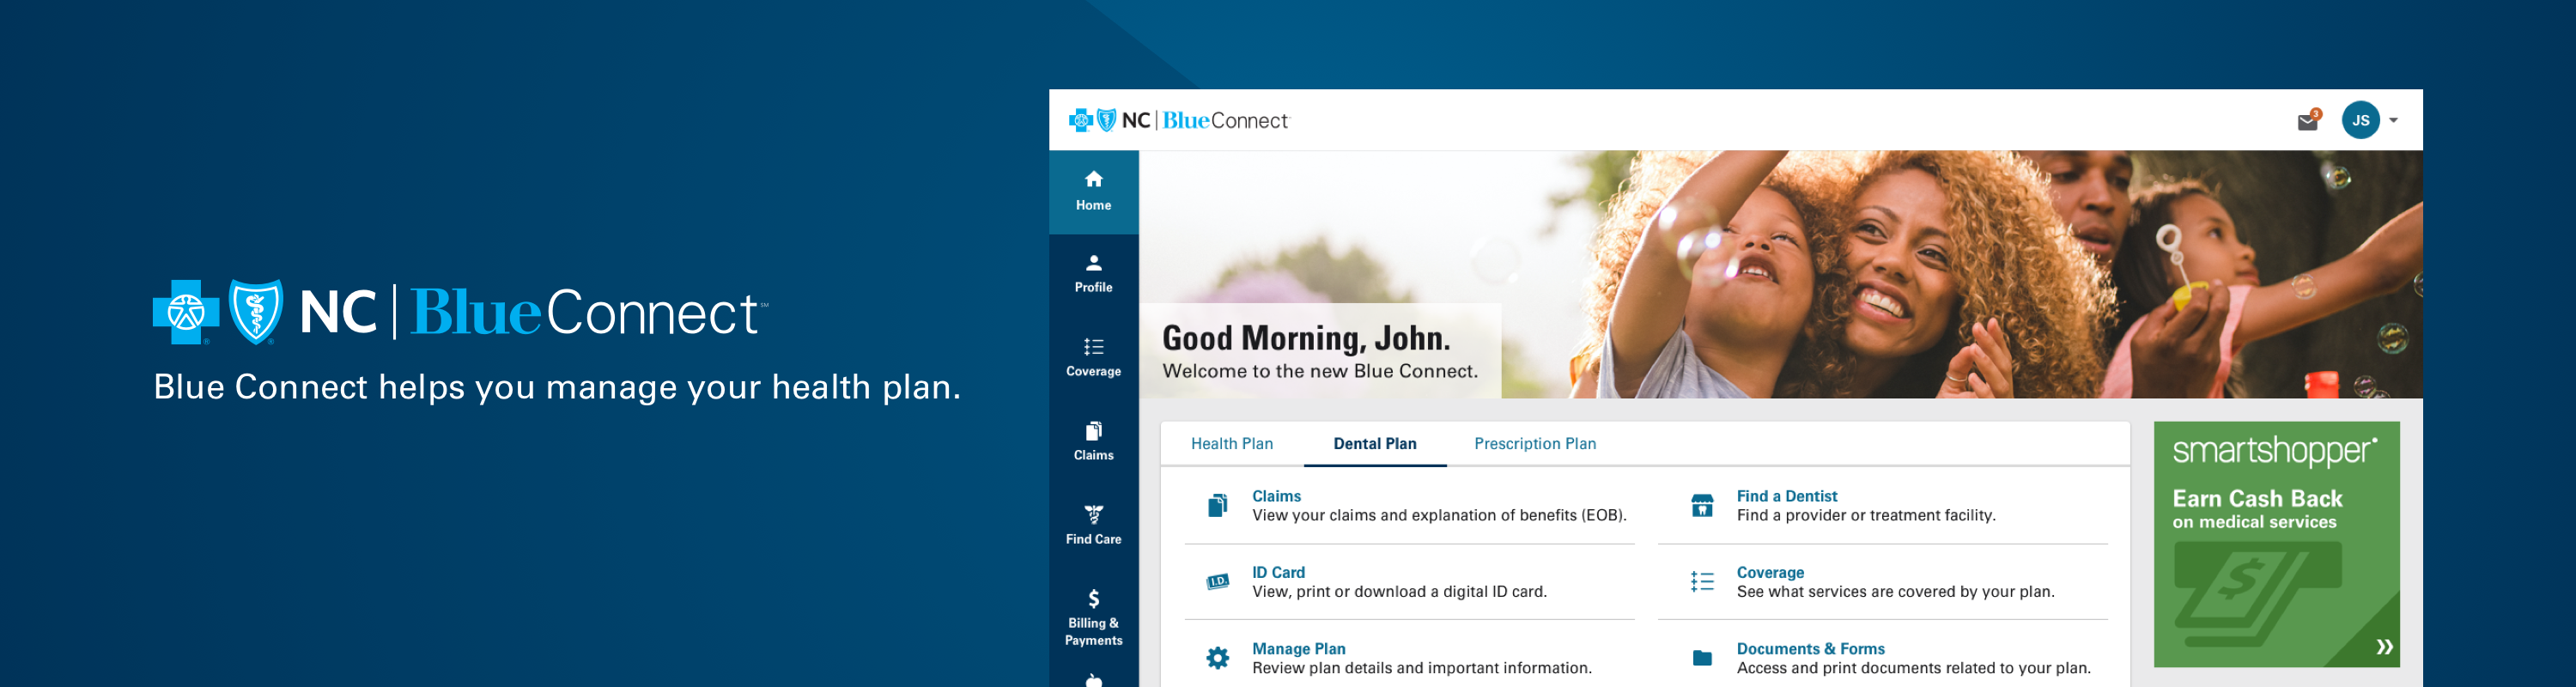 NC | BlueConnect℠
Blue Connect helps you manage your health plan.
NC | BlueConnect
3
JS
Home
Profile
Coverage
Claims
Find Care
Billing &
Payments
Good Morning, John.
Welcome to the new Blue Connect.
Health Plan
Dental Plan
Prescription Plan
Claims
View your claims and explanation of benefits (EOB).
Find a Dentist
Find a provider or treatment facility.
I.D.
ID Card
View, print or download a digital ID card.
Coverage
See what services are covered by your plan.
Manage Plan
Review plan details and important information.
Documents & Forms
Access and print documents related to your plan.
smartshopper
Earn Cash Back
on medical services
$